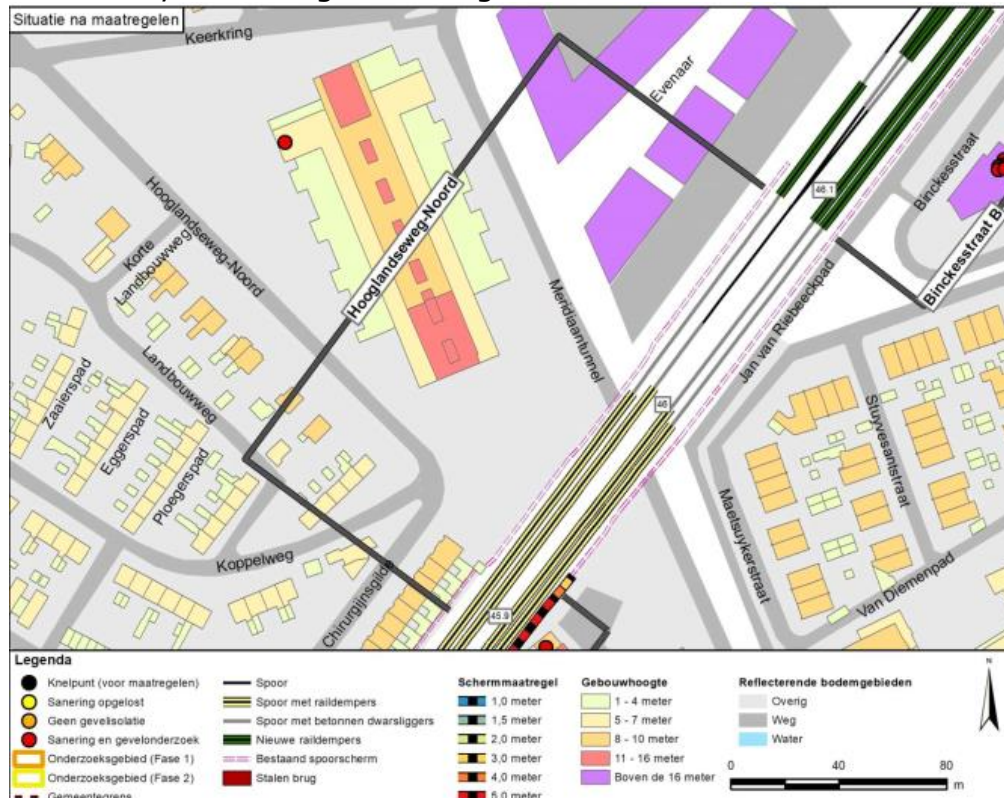 Situatie na maatregelen
Keerkring
Evenaar
Hooglandseweg-Noord
Hooglandseweg-Noord
46.1
Binckesstraat
Binckesstraat B
Korte
Landbouwweg
Landbouwweg
Meridiaantunnel
Jan van Riebeeckpad
Zaaierspad
Eggerspad
Ploegerspad
46
Stuyvesantstraat
Maetsuykerstraat
Koppelweg
Chirurgijnsgilde
45.9
Van Diemenpad
Legenda
Knelpunt (voor maatregelen)
Sanering opgelost
Geen gevelisolatie
Sanering en gevelonderzoek
Onderzoeksgebied (Fase 1)
Onderzoeksgebied (Fase 2)
Gemeentegrens
Spoor
Spoor met raildempers
Spoor met betonnen dwarsliggers
Nieuwe raildempers
Bestaand spoorscherm
Stalen brug
Schermmaatregel
1,0 meter
1,5 meter
2,0 meter
3,0 meter
4,0 meter
5,0 meter
Gebouwhoogte
1 - 4 meter
5 - 7 meter
8 - 10 meter
11 - 16 meter
Boven de 16 meter
Reflecterende bodemgebieden
Overig
Weg
Water
N
0 40 80
m